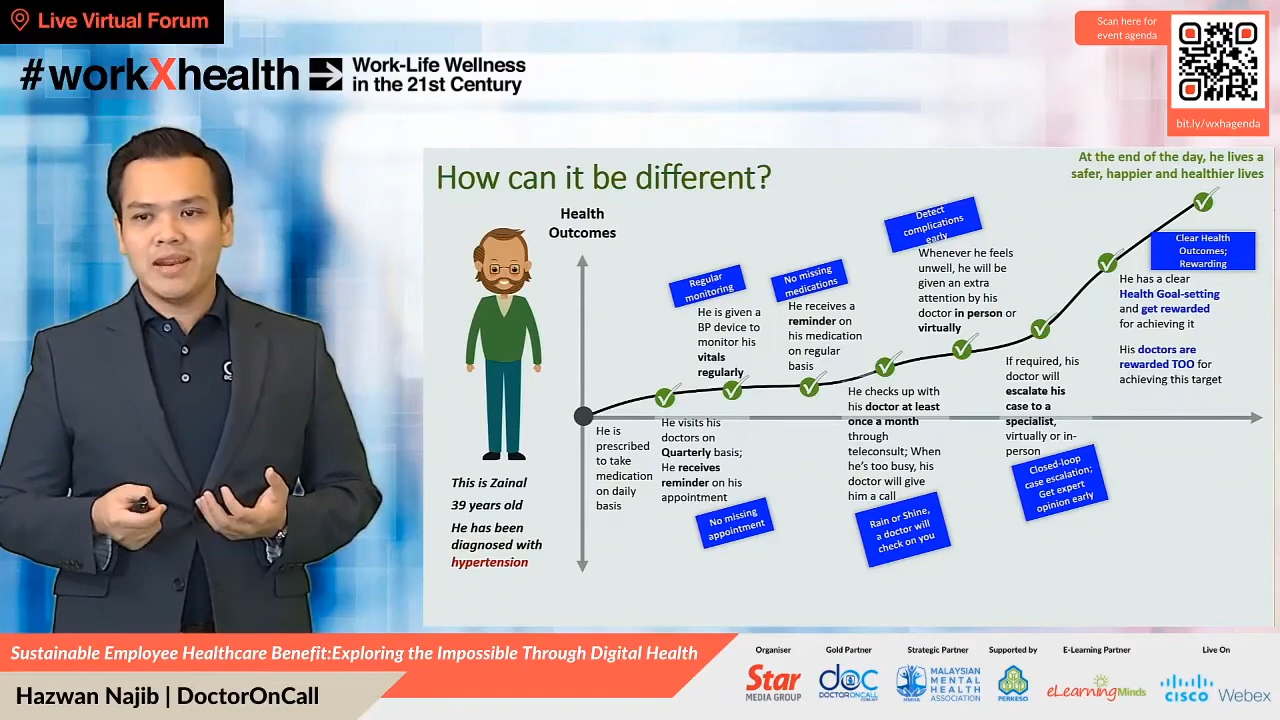 Live Virtual Forum
Scan here for
event agenda
#workXhealth
Work-Life Wellness
in the 21st Century
bit.ly/wxhagenda
How can it be different?
At the end of the day, he lives a
safer, happier and healthier lives
Health
Outcomes
Detect
complications
early
Clear Health
Outcomes;
Rewarding
Regular
monitoring
No missing
medications
Whenever he feels
unwell, he will be
given an extra
attention by his
doctor in person or
virtually
He has a clear
Health Goal-setting
and get rewarded
for achieving it
His doctors are
rewarded TOO for
achieving this target
He is given a
BP device to
monitor his
vitals
regularly
He receives a
reminder on
his medication
on regular
basis
If required, his
doctor will
escalate his
case to a
specialist,
virtually or in-
person
He checks up with
his doctor at least
once a month
through
teleconsult; When
he's too busy, his
doctor will give
him a call
He is
prescribed
to take
medication
on daily
basis
He visits his
doctors on
Quarterly basis;
He receives
reminder on his
appointment
Closed-loop
case escalation;
Get expert
opinion early
This is Zainal
39 years old
He has been
diagnosed with
hypertension
No missing
appointment
Rain or Shine,
a doctor will
check on you
Sustainable Employee Healthcare Benefit:Exploring the Impossible Through Digital Health
Hazwan Najib | DoctorOnCall
Organiser
Gold Partner
Strategic Partner
Supported by
E-Learning Partner
Live On
Star
MEDIA GROUP
doc
DOCTORONCALL
MALAYSIAN
MENTAL
HEALTH
ASSOCIATION
PERKESO
eLearningMinds
CISCO
Webex